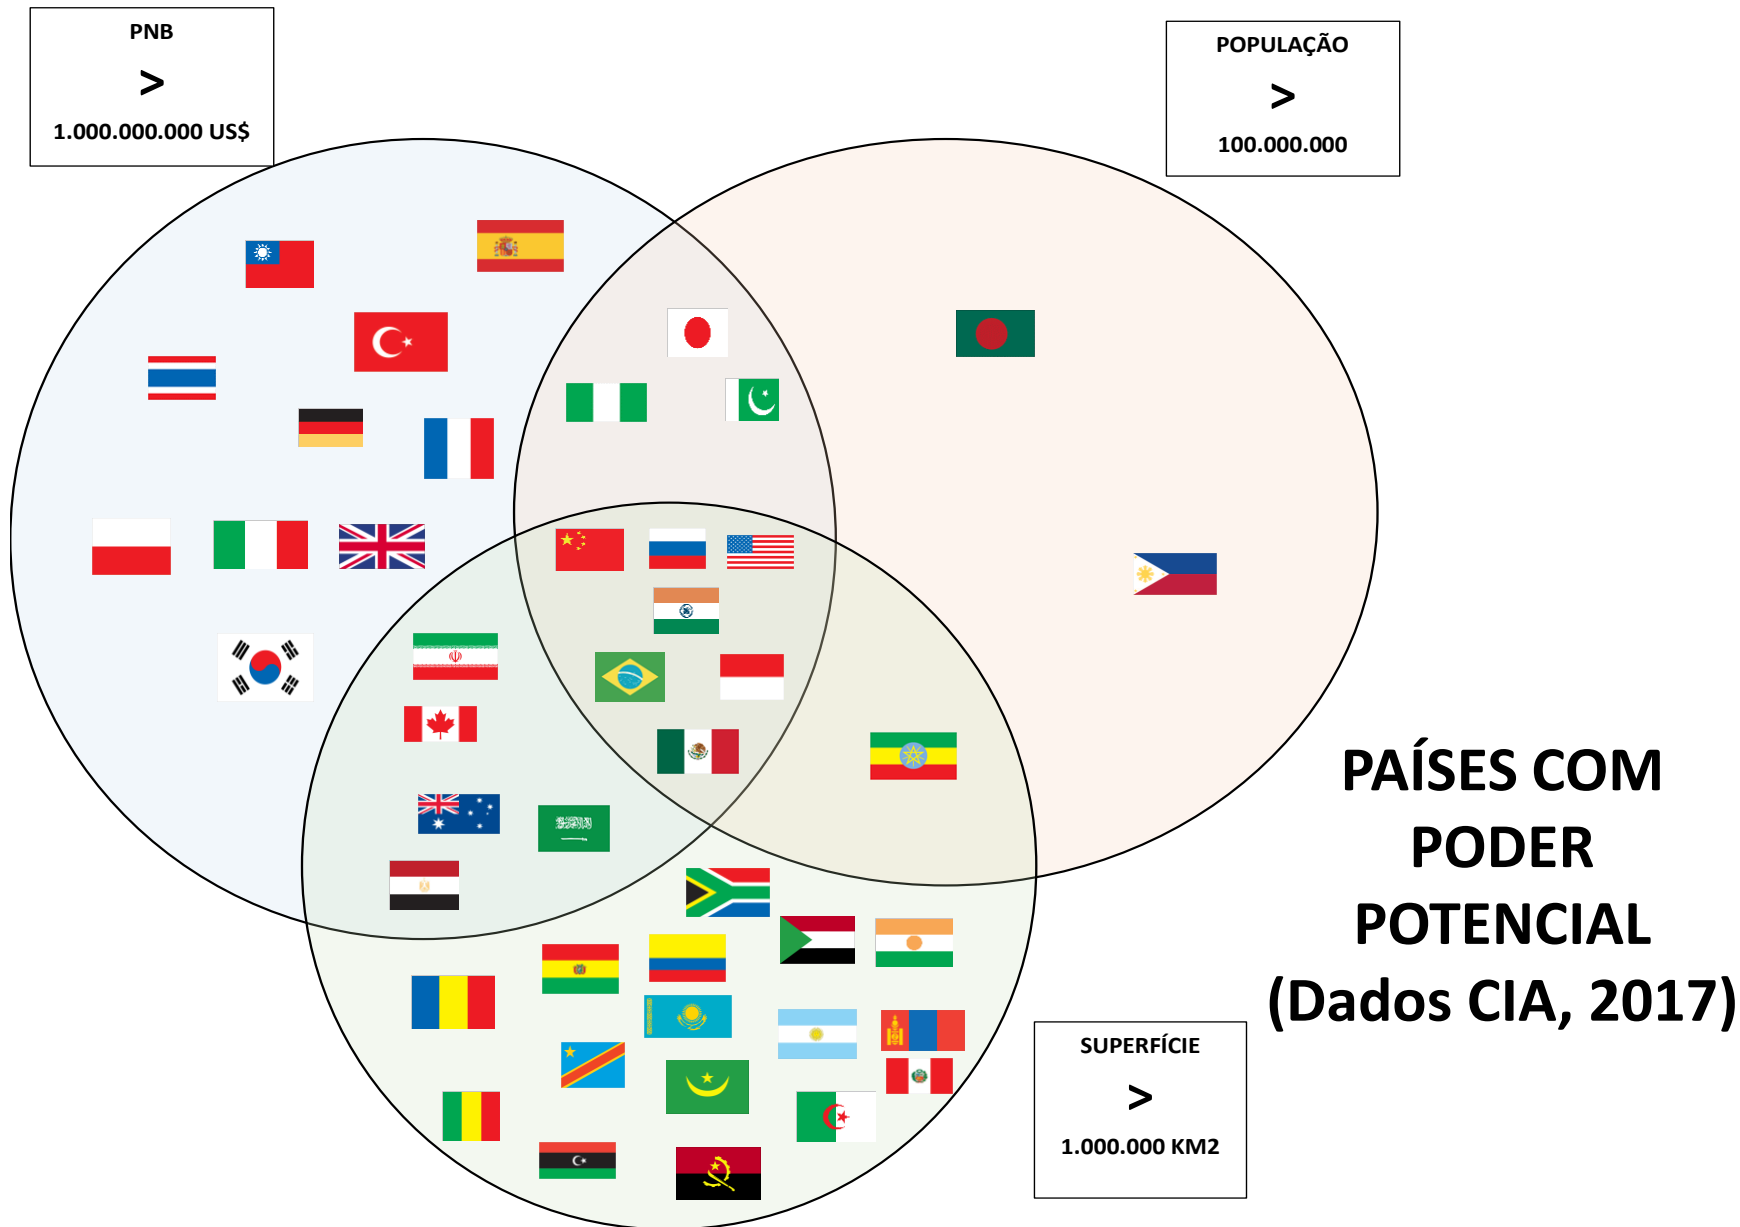 PNB
>
1.000.000.000 US$
POPULAÇÃO
>
100.000.000
PAÍSES COM
PODER
POTENCIAL
(Dados CIA, 2017)
SUPERFÍCIE
>
1.000.000 KM2